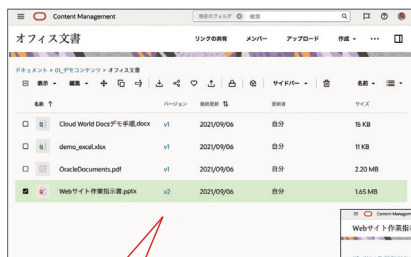 Content Management
現在のフォルダ 検索
オフィス文書
リンクの共有 メンバー アップロード 作成
ドキュメント > 01_デモコンテンツ > オフィス文書
表示 編集 サイドバー 名前
名前 バージョン 最終更新 更新者 サイズ
Cloud World Docsデモ手順.docx v1 2021/09/06 自分 15 KB
demo_excel.xlsx v1 2021/09/06 自分 11 KB
OracleDocuments.pdf v1 2021/09/06 自分 2.20 MB
Webサイト作業指示書.pptx v2 2021/09/06 自分 1.65 MB
Content Manageme
Webサイト作業指示